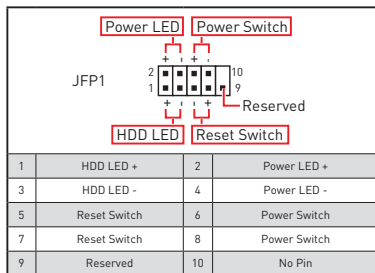 Power LED Power Switch
+ - + -
JFP1
2 10
1 9
+ - - +
Reserved
HDD LED Reset Switch
1 HDD LED + 2 Power LED +
3 HDD LED - 4 Power LED -
5 Reset Switch 6 Power Switch
7 Reset Switch 8 Power Switch
9 Reserved 10 No Pin